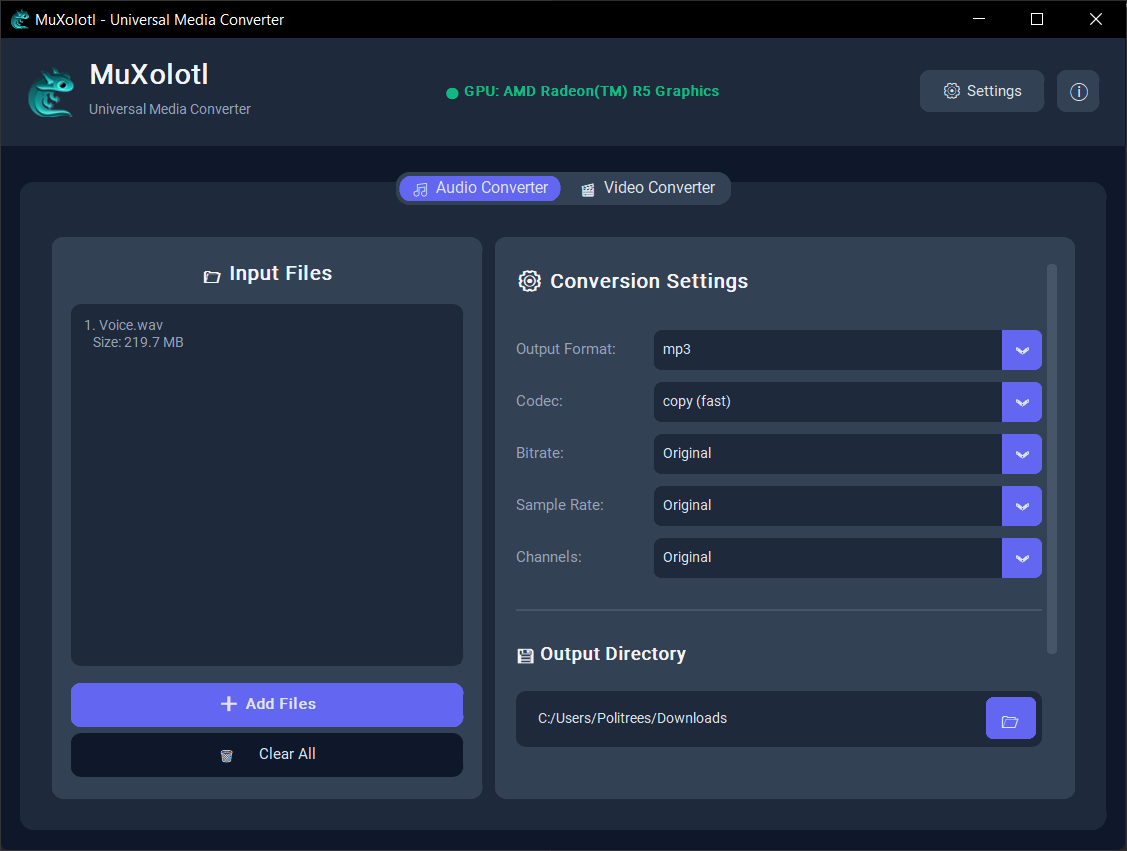 MuXolotl - Universal Media Converter
MuXolotl
Universal Media Converter
GPU: AMD Radeon(TM) R5 Graphics
Settings
Audio Converter
Video Converter
Input Files
1. Voice.wav
Size: 219.7 MB
Add Files
Clear All
Conversion Settings
Output Format:
mp3
Codec:
copy (fast)
Bitrate:
Original
Sample Rate:
Original
Channels:
Original
Output Directory
C:/Users/Politrees/Downloads